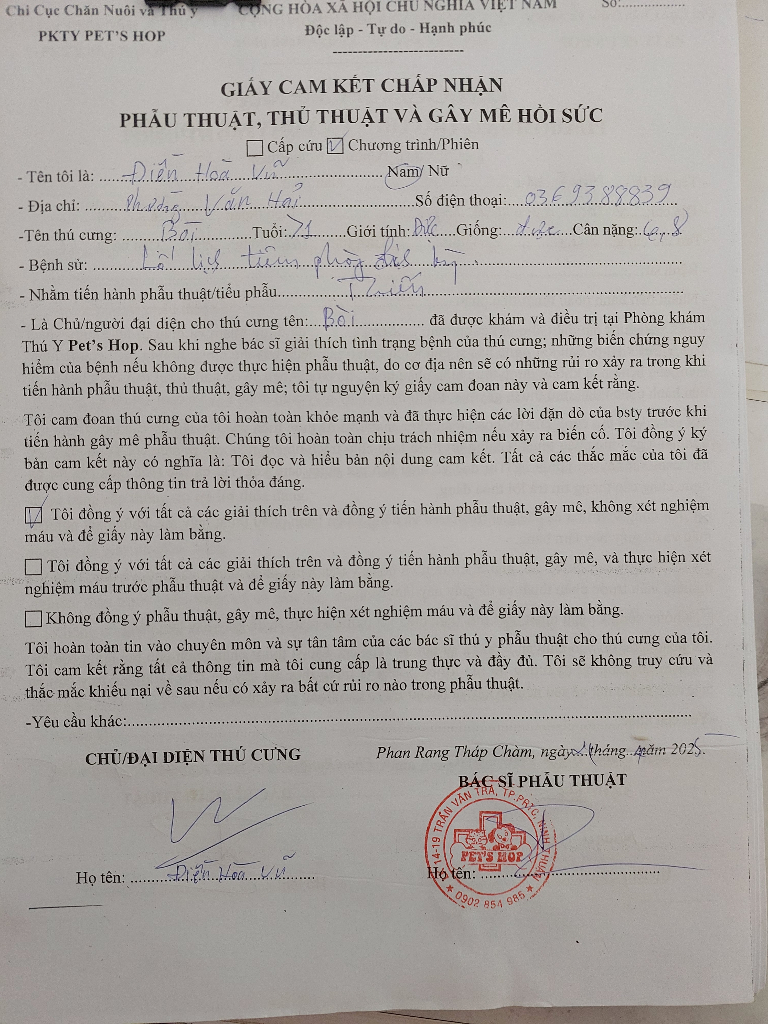 Chi Cục Chăn Nuôi và Thú y CỘNG HÒA XÃ HỘI CHỦ NGHĨA VIỆT NAM Số:
PKTY PET'S HOP Độc lập - Tự do - Hạnh phúc
GIẤY CAM KẾT CHẤP NHẬN
PHẪU THUẬT, THỦ THUẬT VÀ GÂY MÊ HỒI SỨC
Cấp cứu Chương trình/Phiên
- Tên tôi là: Điền Hoà Vũ Nam/ Nữ
- Địa chỉ: Phường Văn Hải Số điện thoại: 0369388839
-Tên thú cưng: Bòi Tuổi: >1 Giới tính: Đực Giống: Cân nặng: 6,8
- Bệnh sử: tiêm phòng
- Nhằm tiến hành phẫu thuật/tiểu phẫu Thiến
- Là Chủ/người đại diện cho thú cưng tên: Bòi đã được khám và điều trị tại Phòng khám
Thú Y Pet's Hop. Sau khi nghe bác sĩ giải thích tình trạng bệnh của thú cưng; những biến chứng nguy
hiểm của bệnh nếu không được thực hiện phẫu thuật, do cơ địa nên sẽ có những rủi ro xảy ra trong khi
tiến hành phẫu thuật, thủ thuật, gây mê; tôi tự nguyện ký giấy cam đoan này và cam kết rằng.
Tôi cam đoan thú cưng của tôi hoàn toàn khỏe mạnh và đã thực hiện các lời dặn dò của bsty trước khi
tiến hành gây mê phẫu thuật. Chúng tôi hoàn toàn chịu trách nhiệm nếu xảy ra biến cố. Tôi đồng ý ký
bản cam kết này có nghĩa là: Tôi đọc và hiểu bản nội dung cam kết. Tất cả các thắc mắc của tôi đã
được cung cấp thông tin trả lời thỏa đáng.
Tôi đồng ý với tất cả các giải thích trên và đồng ý tiến hành phẫu thuật, gây mê, không xét nghiệm
máu và để giấy này làm bằng.
Tôi đồng ý với tất cả các giải thích trên và đồng ý tiến hành phẫu thuật, gây mê, và thực hiện xét
nghiệm máu trước phẫu thuật và để giấy này làm bằng.
Không đồng ý phẫu thuật, gây mê, thực hiện xét nghiệm máu và để giấy này làm bằng.
Tôi hoàn toàn tin vào chuyên môn và sự tân tâm của các bác sĩ thú y phẫu thuật cho thú cưng của tôi.
Tôi cam kết rằng tất cả thông tin mà tôi cung cấp là trung thực và đầy đủ. Tôi sẽ không truy cứu và
thắc mắc khiếu nại về sau nếu có xảy ra bất cứ rủi ro nào trong phẫu thuật.
-Yêu cầu khác:
CHỦ/ĐẠI DIỆN THÚ CƯNG Phan Rang Tháp Chàm, ngày tháng 4 năm 2025.
BÁC SĨ PHẪU THUẬT
14-19 TRẦN VĂN TRÀ, TP.PRTC, NINH THUẬN
PET'S HOP
Họ tên: Điền Hòa Vũ Họ tên:
0902 854 985